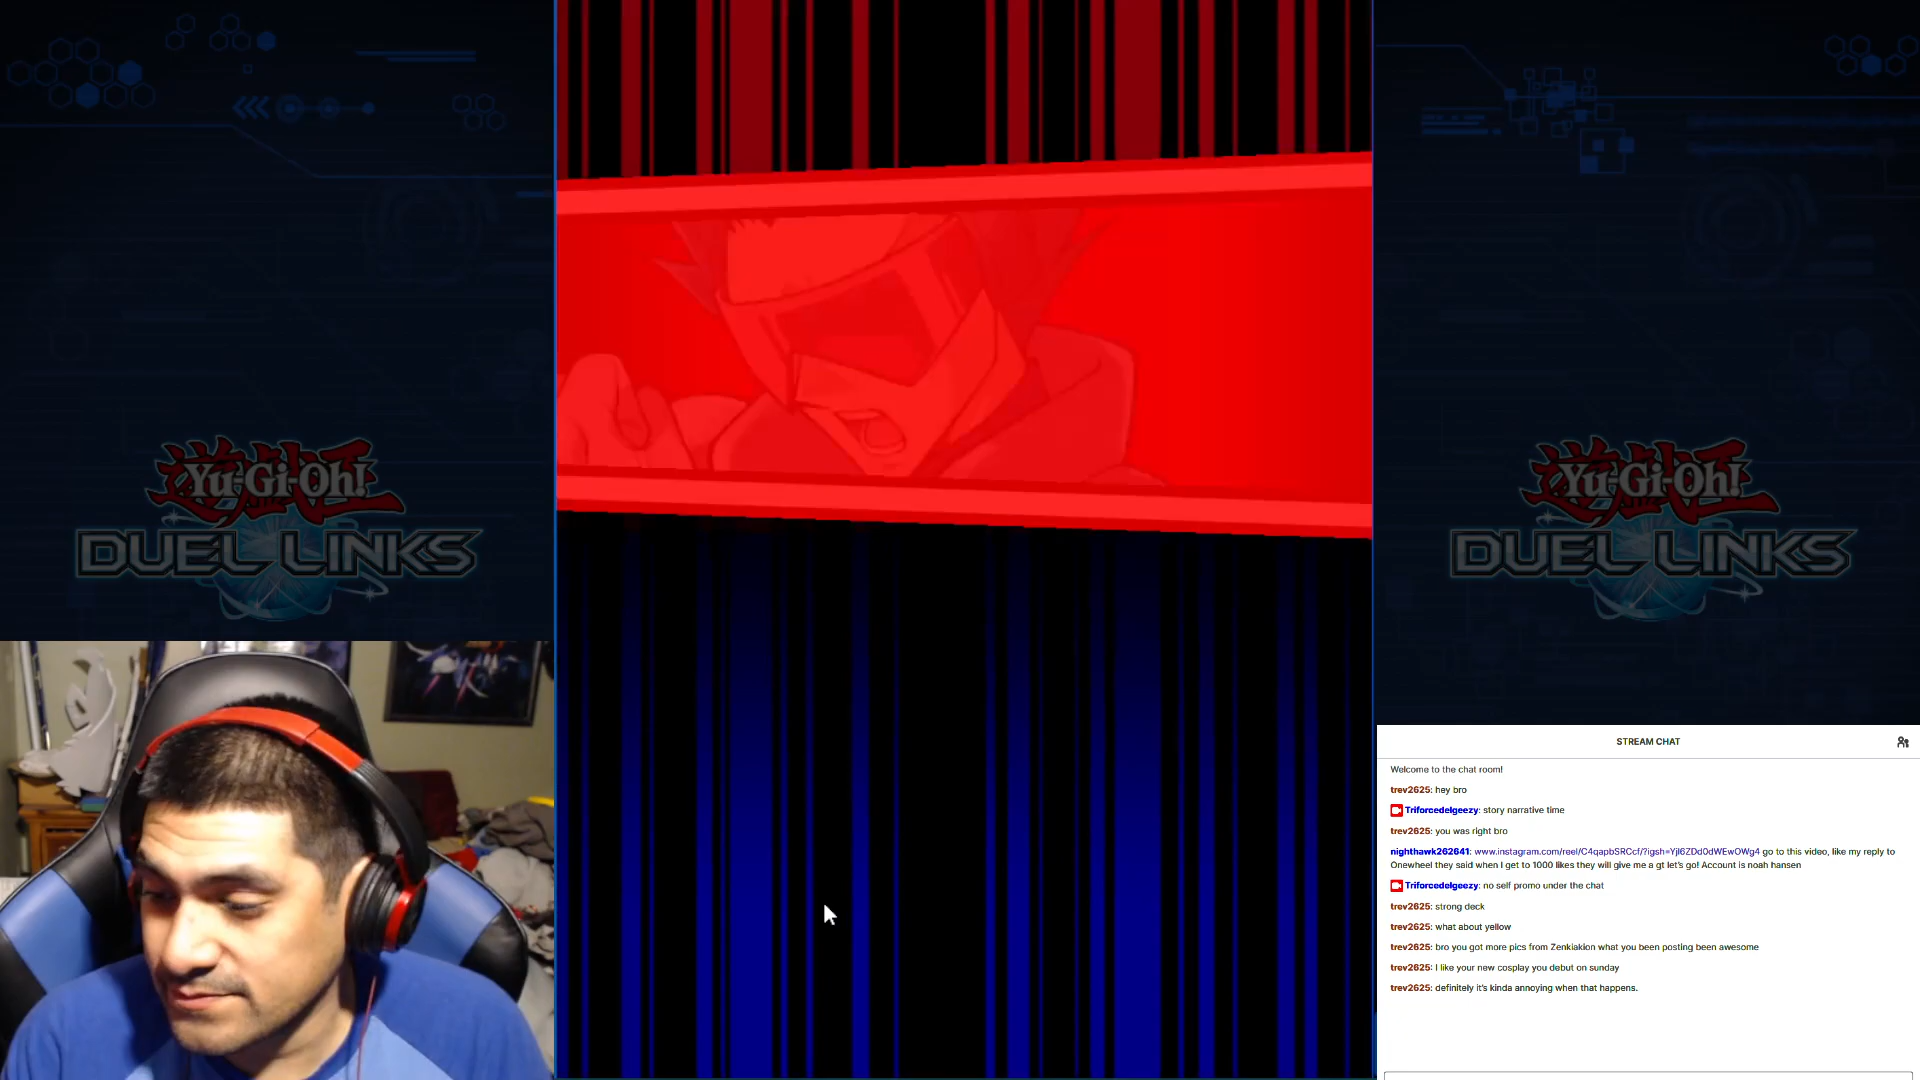 Yu-Gi-Oh!
DUEL LINKS
Yu-Gi-Oh!
DUEL LINKS
STREAM CHAT
Welcome to the chat room!
trev2625: hey bro
Triforcedelgeezy: story narrative time
trev2625: you was right bro
nighthawk262641: www.instagram.com/reel/C4qapbSRCcf/?igsh=YjI6ZDd0dWEwOWg4 go to this video, like my reply to
Onewheel they said when I get to 1000 likes they will give me a gt let's go! Account is noah hansen
Triforcedelgeezy: no self promo under the chat
trev2625: strong deck
trev2625: what about yellow
trev2625: bro you got more pics from Zenkiakion what you been posting been awesome
trev2625: I like your new cosplay you debut on sunday
trev2625: definitely it's kinda annoying when that happens.